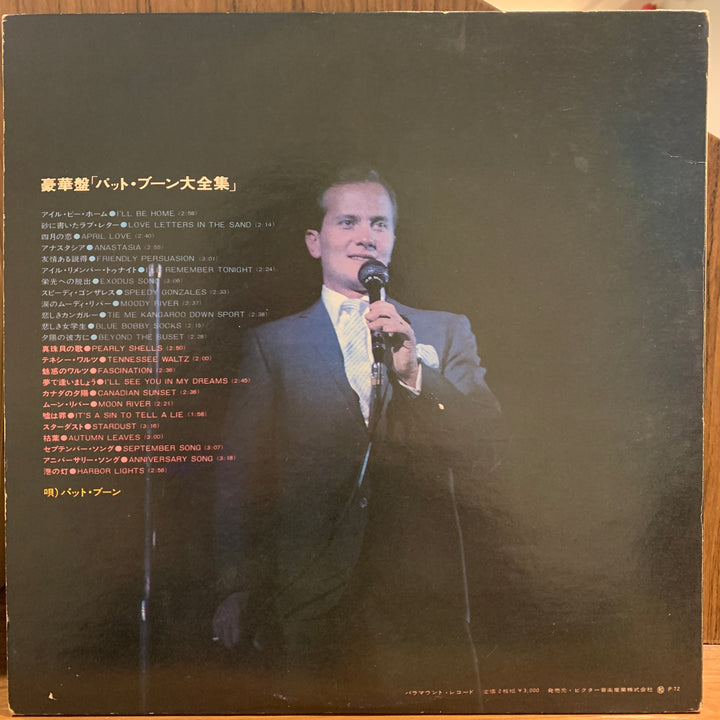 豪華盤「パット・ブーン大全集」
アイル・ビー・ホーム●I'LL BE HOME (2:58)
砂に書いたラブ・レター●LOVE LETTERS IN THE SAND (2:14)
四月の恋●APRIL LOVE (2:40)
アナスタシア●ANASTASIA (2:55)
友情ある説得●FRIENDLY PERSUASION (3:01)
アイル・リメンバー・トゥナイト●I'LL REMEMBER TONIGHT (2:24)
栄光への脱出●EXODUS SONG (3:16)
スピーディ・ゴンザレス●SPEEDY GONZALES (2:33)
涙のムーディ・リバー●MOODY RIVER (2:37)
悲しきカンガルー●TIE ME KANGAROO DOWN SPORT (2:38)
悲しき女学生●BLUE BOBBY SOCKS (2:15)
夕陽の彼方に●BEYOND THE SUSET (2:28)
真珠貝の歌●PEARLY SHELLS (2:50)
テネシー・ワルツ●TENNESSEE WALTZ (2:00)
魅惑のワルツ●FASCINATION (2:36)
夢で逢いましょう●I'LL SEE YOU IN MY DREAMS (2:45)
カナダの夕陽●CANADIAN SUNSET (2:36)
ムーン・リバー●MOON RIVER (2:21)
嘘は罪●IT'S A SIN TO TELL A LIE (1:56)
スターダスト●STARDUST (3:16)
枯葉●AUTUMN LEAVES (3:00)
セプテンバー・ソング●SEPTEMBER SONG (3:07)
アニバーサリー・ソング●ANNIVERSARY SONG (3:18)
港の灯●HARBOR LIGHTS (2:56)
唄)パット・ブーン
パラマウント・レコード 定価 2枚組 ¥3,000 発売元・ビクター音楽産業株式会社 P.72